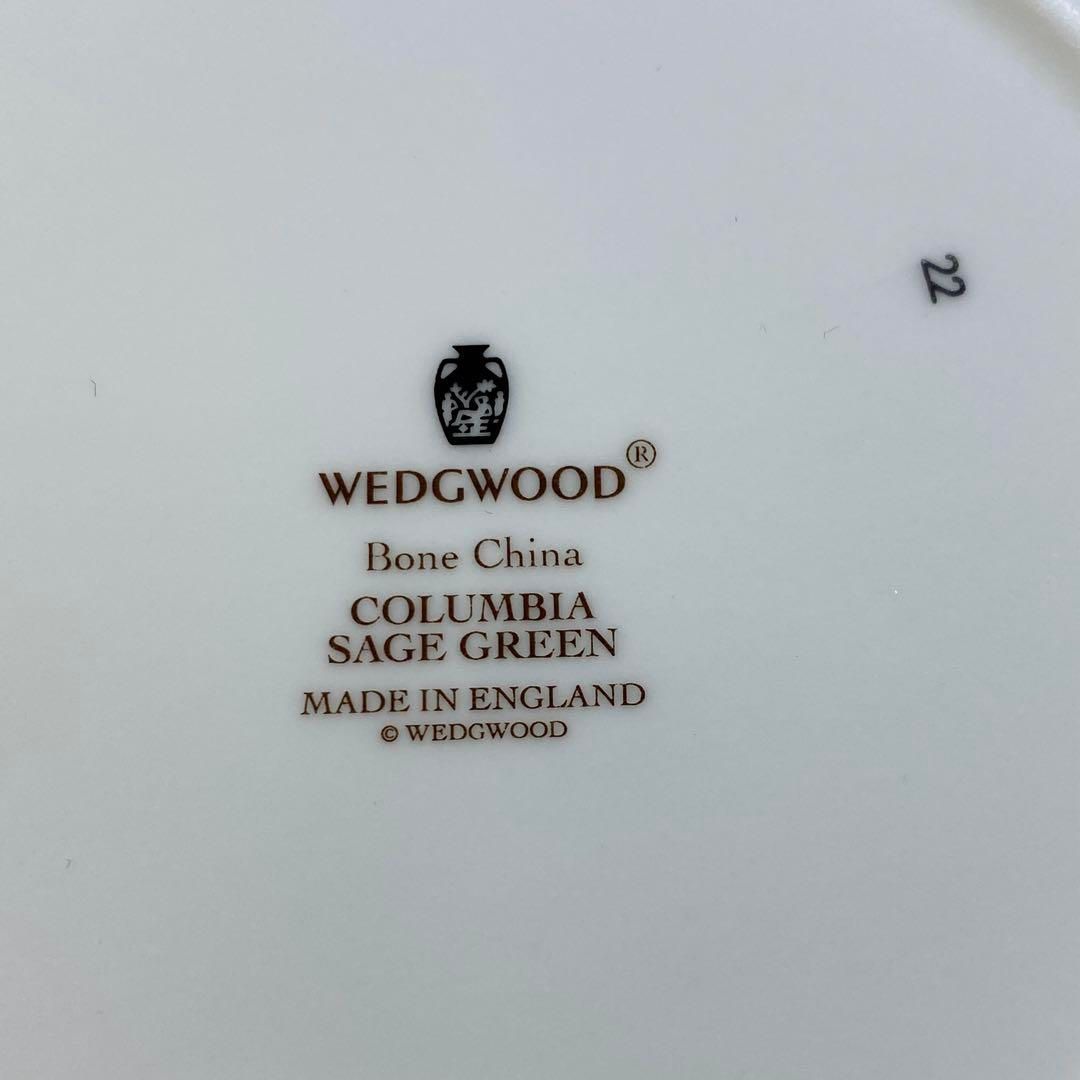 22
WEDGWOOD®
Bone China
COLUMBIA
SAGE GREEN
MADE IN ENGLAND
© WEDGWOOD